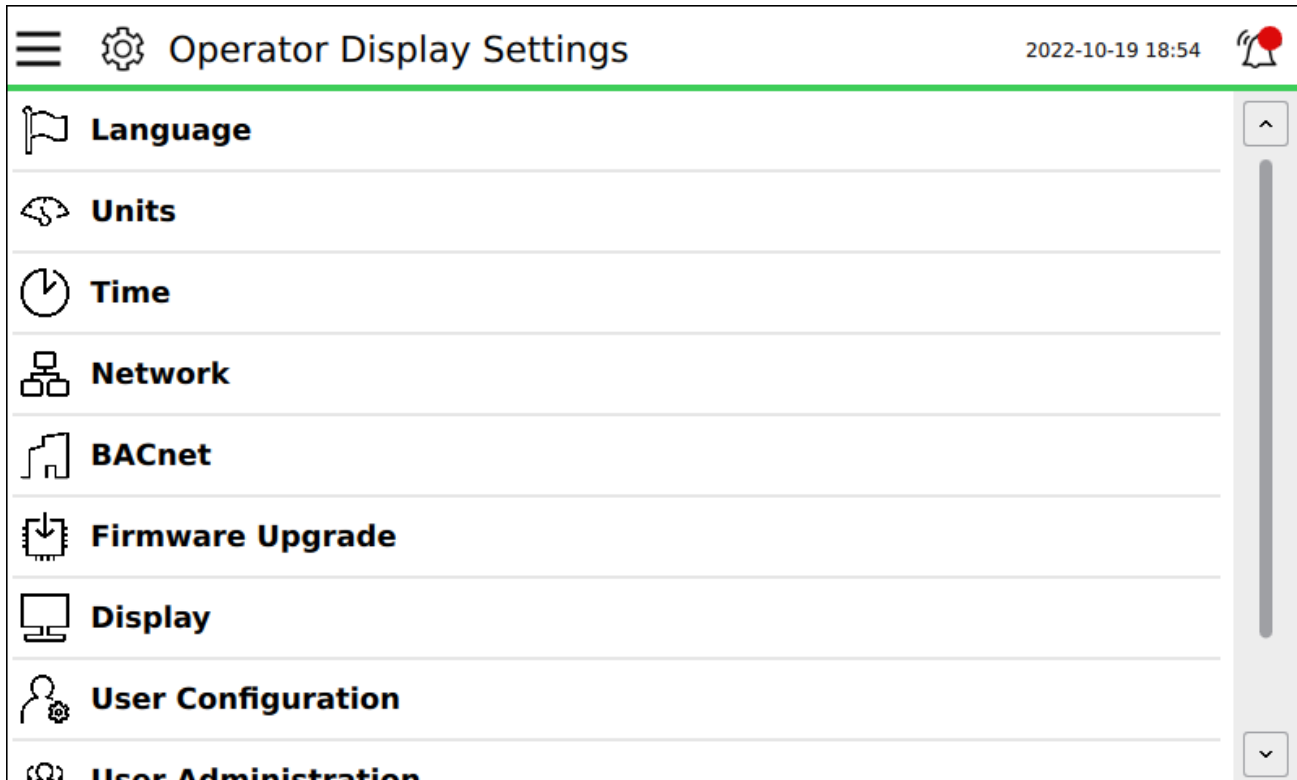 Operator Display Settings
2022-10-19 18:54
Language
Units
Time
Network
BACnet
Firmware Upgrade
Display
User Configuration
User Administration